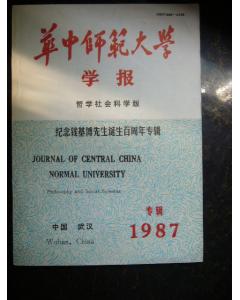 華中师範大学
学报
哲学社会科学版
纪念钱基博先生诞生百周年专辑
JOURNAL OF CENTRAL CHINA
NORMAL UNIVERSITY
Philosophy and Social Sciences
中国 武汉
Wuhan, China
专辑
1987